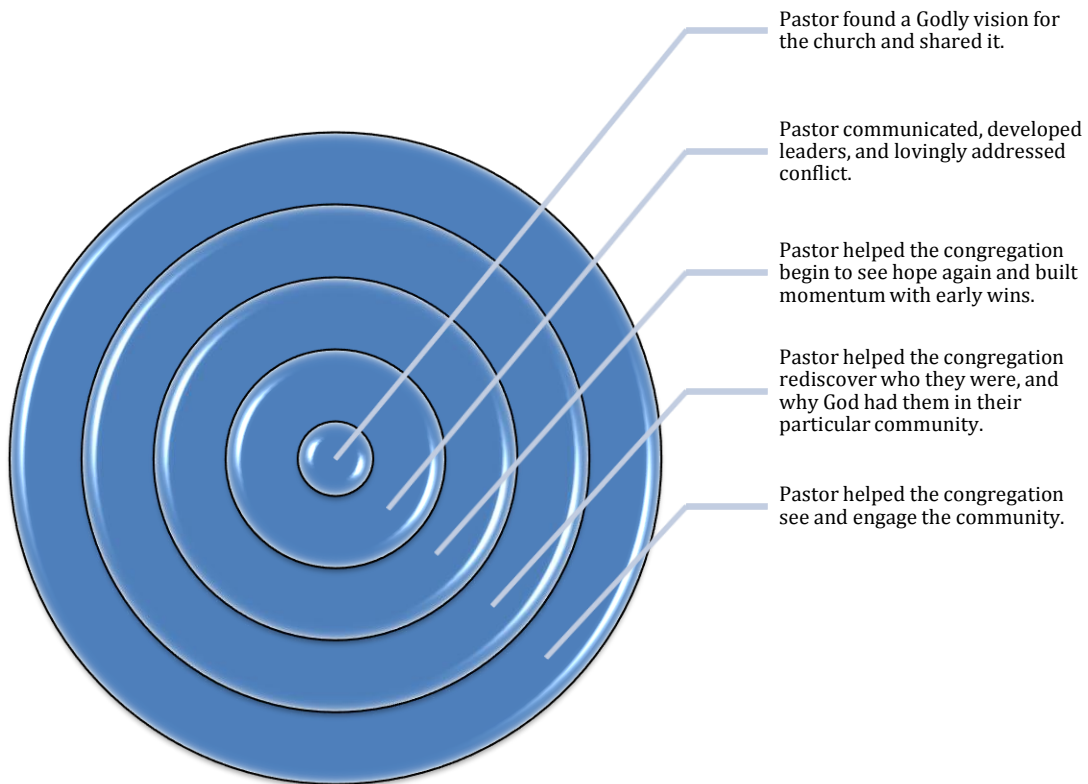 Pastor found a Godly vision for
the church and shared it.
Pastor communicated, developed
leaders, and lovingly addressed
conflict.
Pastor helped the congregation
begin to see hope again and built
momentum with early wins.
Pastor helped the congregation
rediscover who they were, and
why God had them in their
particular community.
Pastor helped the congregation
see and engage the community.